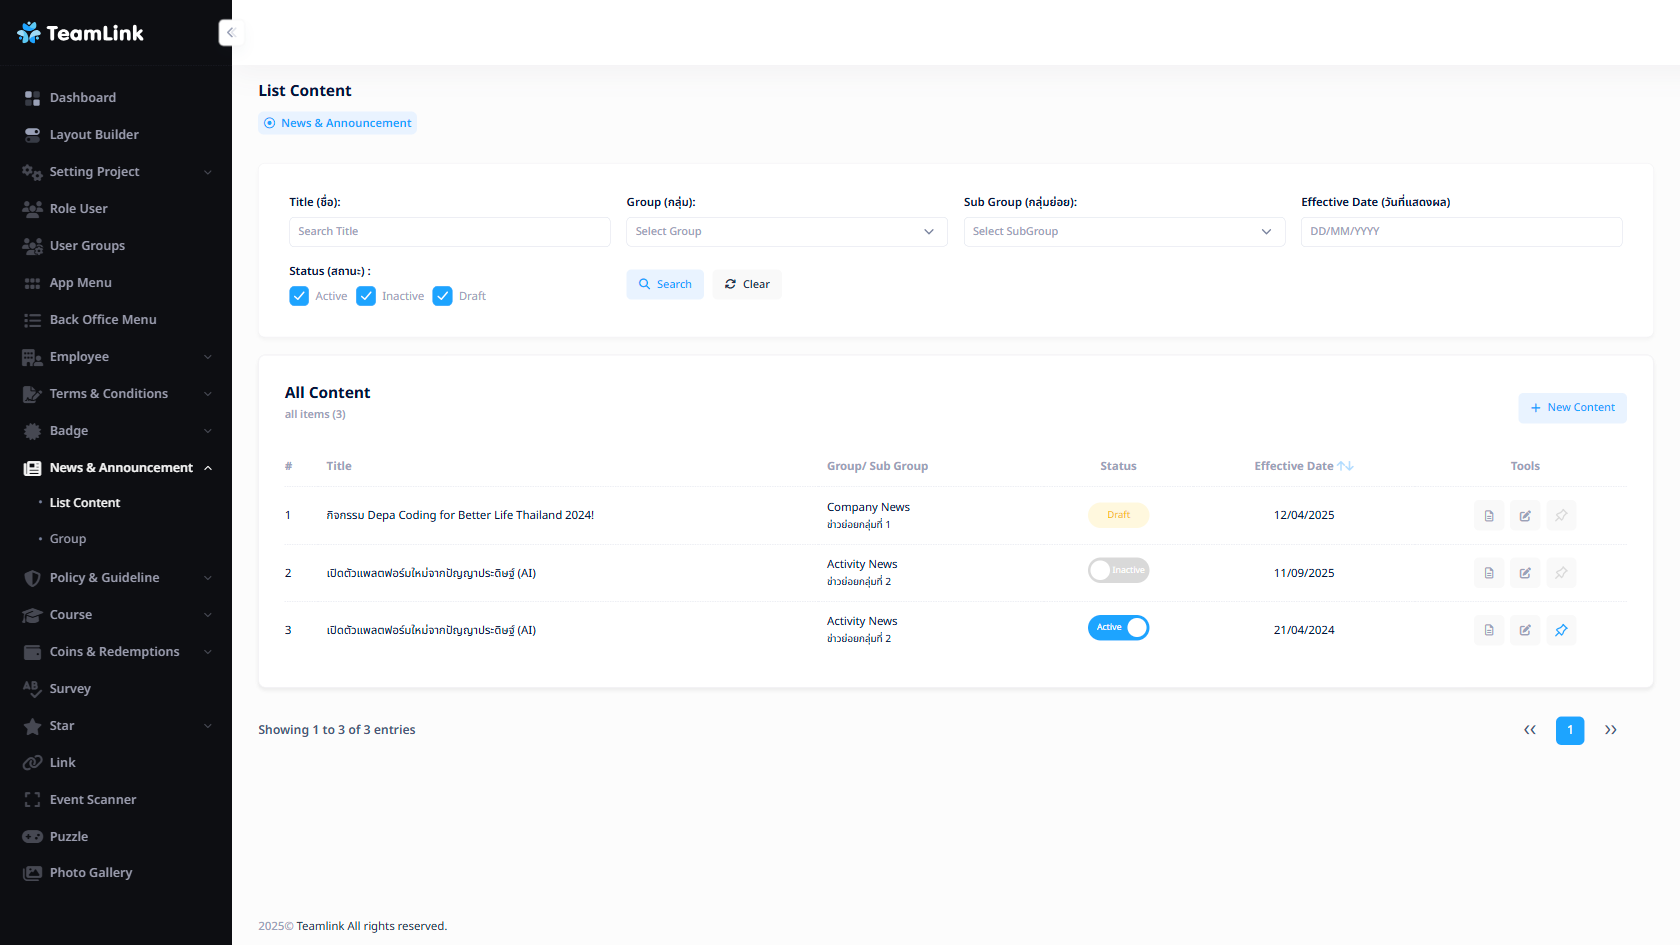 TeamLink
Dashboard
Layout Builder
Setting Project
Role User
User Groups
App Menu
Back Office Menu
Employee
Terms & Conditions
Badge
News & Announcement
List Content
Group
Policy & Guideline
Course
Coins & Redemptions
Survey
Star
Link
Event Scanner
Puzzle
Photo Gallery
List Content
News & Announcement
Title (ชื่อ):
Group (กลุ่ม):
Sub Group (กลุ่มย่อย):
Effective Date (วันที่แสดงผล)
Search Title
Select Group
Select SubGroup
DD/MM/YYYY
Status (สถานะ) :
Active Inactive Draft
Search
Clear
All Content
all items (3)
+ New Content
# Title Group/ Sub Group Status Effective Date Tools
1 กิจกรรม Depa Coding for Better Life Thailand 2024! Company News Draft 12/04/2025
ข่าวย่อยกลุ่มที่ 1
2 เปิดตัวแพลตฟอร์มใหม่จากปัญญาประดิษฐ์ (AI) Activity News Inactive 11/09/2025
ข่าวย่อยกลุ่มที่ 2
3 เปิดตัวแพลตฟอร์มใหม่จากปัญญาประดิษฐ์ (AI) Activity News Active 21/04/2024
ข่าวย่อยกลุ่มที่ 2
Showing 1 to 3 of 3 entries
1
2025© Teamlink All rights reserved.